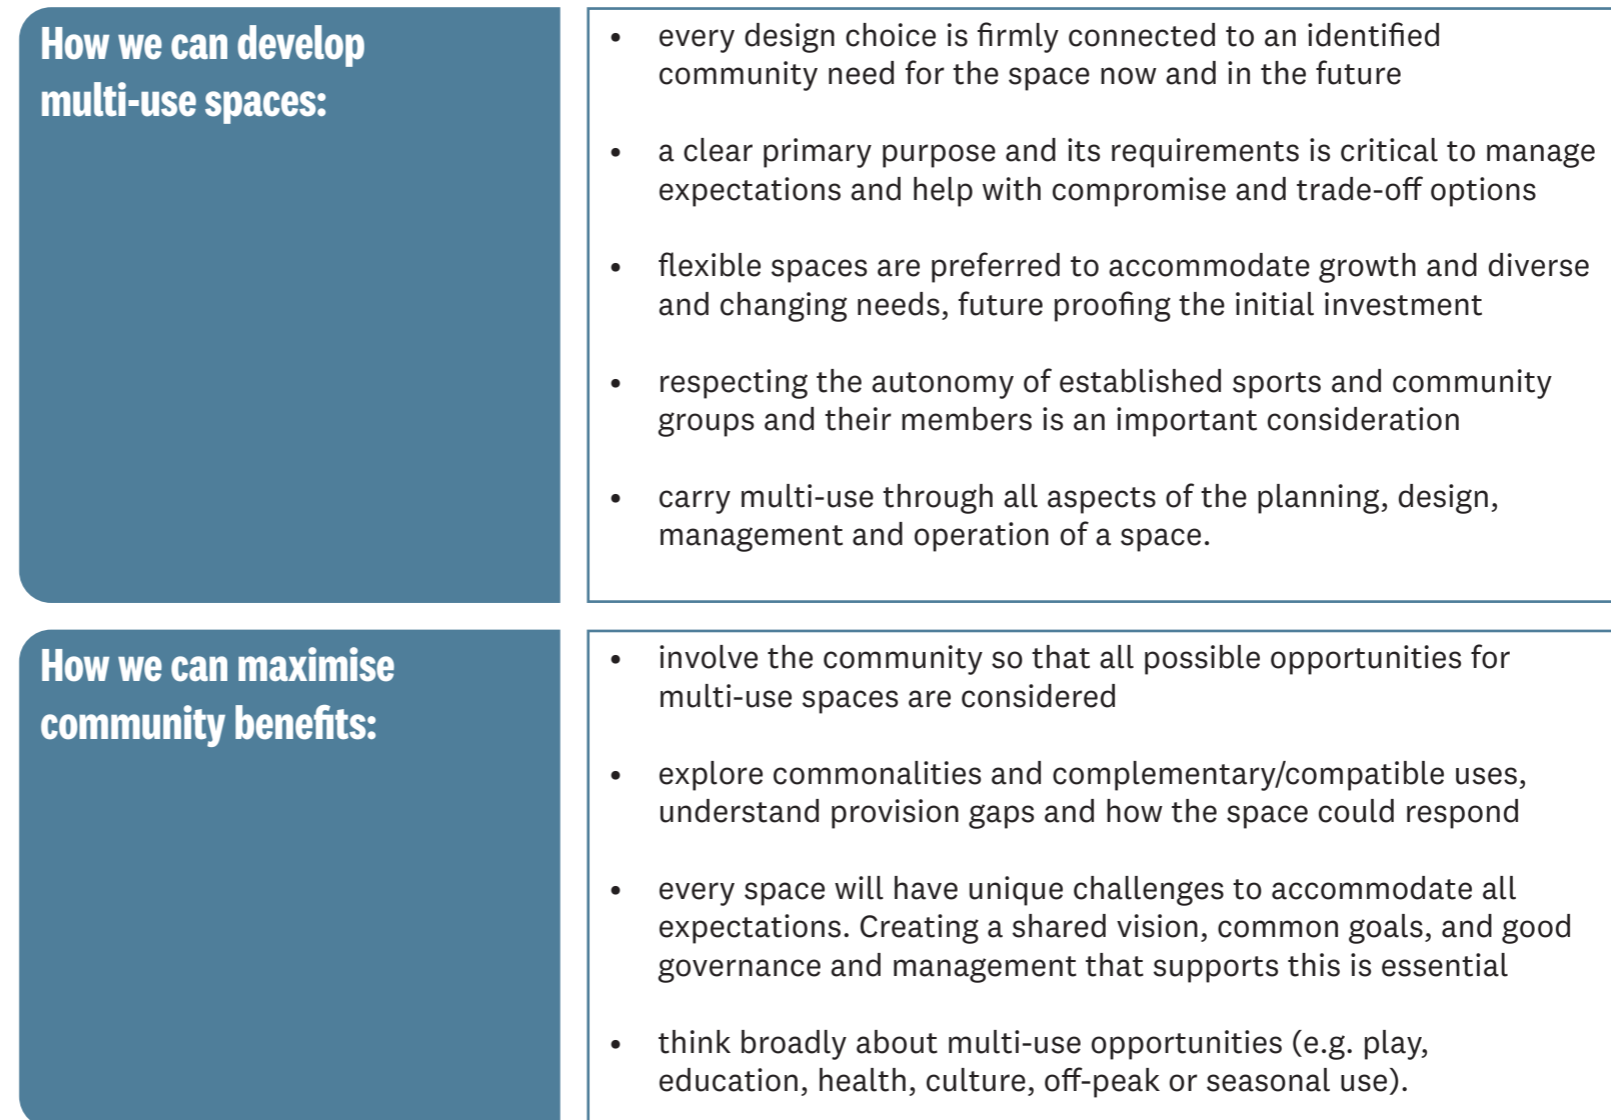 How we can develop
multi-use spaces:
• every design choice is firmly connected to an identified
community need for the space now and in the future
• a clear primary purpose and its requirements is critical to manage
expectations and help with compromise and trade-off options
• flexible spaces are preferred to accommodate growth and diverse
and changing needs, future proofing the initial investment
• respecting the autonomy of established sports and community
groups and their members is an important consideration
• carry multi-use through all aspects of the planning, design,
management and operation of a space.
How we can maximise
community benefits:
• involve the community so that all possible opportunities for
multi-use spaces are considered
• explore commonalities and complementary/compatible uses,
understand provision gaps and how the space could respond
• every space will have unique challenges to accommodate all
expectations. Creating a shared vision, common goals, and good
governance and management that supports this is essential
• think broadly about multi-use opportunities (e.g. play,
education, health, culture, off-peak or seasonal use).